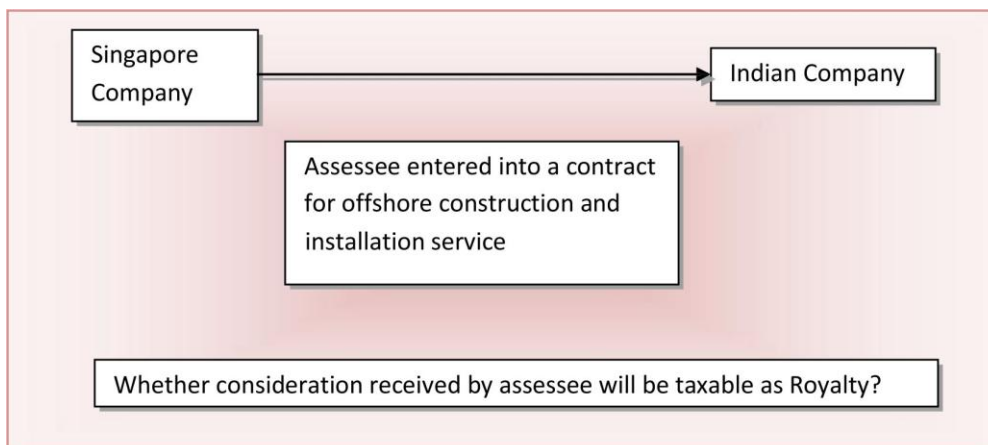 Singapore
Company
Indian Company
Assessee entered into a contract
for offshore construction and
installation service
Whether consideration received by assessee will be taxable as Royalty?